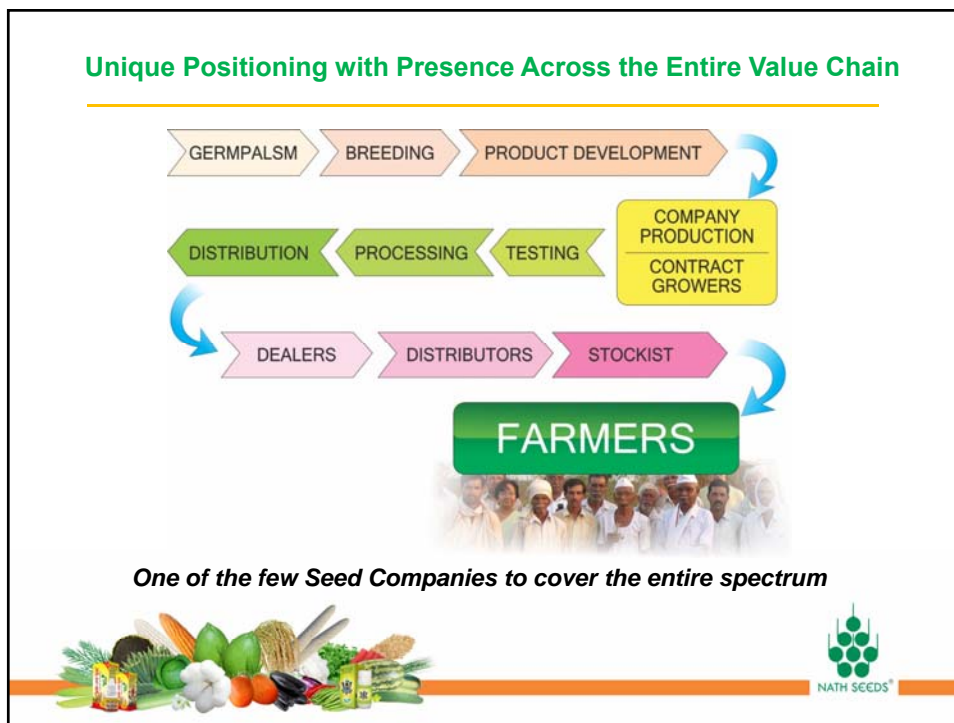 Unique Positioning with Presence Across the Entire Value Chain
GERMPALSM
BREEDING
PRODUCT DEVELOPMENT
COMPANY
PRODUCTION
CONTRACT
GROWERS
TESTING
PROCESSING
DISTRIBUTION
DEALERS
DISTRIBUTORS
STOCKIST
FARMERS
One of the few Seed Companies to cover the entire spectrum
NATH SEEDS®